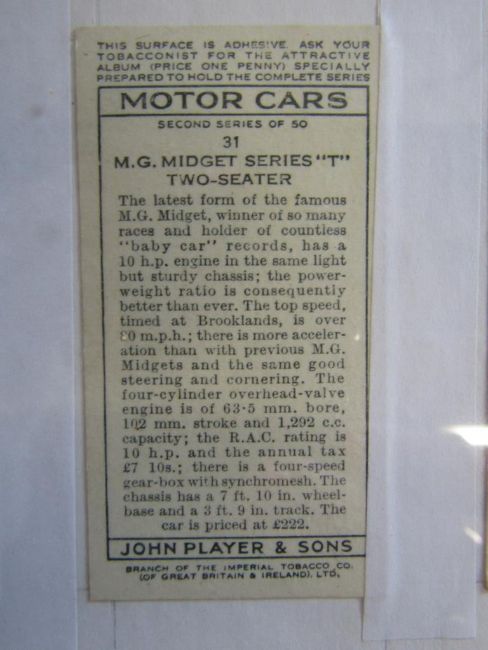 THIS SURFACE IS ADHESIVE. ASK YOUR
TOBACCONIST FOR THE ATTRACTIVE
ALBUM (PRICE ONE PENNY) SPECIALLY
PREPARED TO HOLD THE COMPLETE SERIES
MOTOR CARS
SECOND SERIES OF 50
31
M.G. MIDGET SERIES "T"
TWO-SEATER
The latest form of the famous
M.G. Midget, winner of so many
races and holder of countless
"baby car" records, has a
10 h.p. engine in the same light
but sturdy chassis; the power-
weight ratio is consequently
better than ever. The top speed,
timed at Brooklands, is over
80 m.p.h.; there is more acceler-
ation than with previous M.G.
Midgets and the same good
steering and cornering. The
four-cylinder overhead-valve
engine is of 63·5 mm. bore,
102 mm. stroke and 1,292 c.c.
capacity; the R.A.C. rating is
10 h.p. and the annual tax
£7 10s.; there is a four-speed
gear-box with synchromesh. The
chassis has a 7 ft. 10 in. wheel-
base and a 3 ft. 9 in. track. The
car is priced at £222.
JOHN PLAYER & SONS
BRANCH OF THE IMPERIAL TOBACCO CO.
(OF GREAT BRITAIN & IRELAND), LTD.